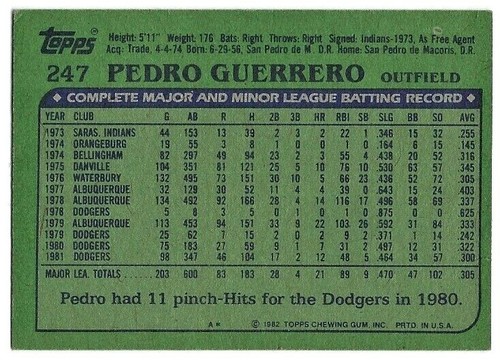 Topps Height: 5'11" Weight: 176 Bats: Right Throws: Right Signed: Indians-1973, As Free Agent
Acq: Trade, 4-4-74 Born: 6-29-56, San Pedro de M. D.R. Home: San Pedro de Macoris, D.R.
247 PEDRO GUERRERO OUTFIELD
COMPLETE MAJOR AND MINOR LEAGUE BATTING RECORD
YEAR CLUB G AB R H 2B 3B HR RBI SB SLG BB SO AVG
1973 SARAS. INDIANS 44 153 13 39 2 3 2 22 1 .346 15 32 .255
1974 ORANGEBURG 19 55 3 8 1 0 0 1 0 .164 6 15 .145
1974 BELLINGHAM 82 297 49 94 23 2 3 55 4 .438 20 52 .316
1975 DANVILLE 104 351 81 121 25 5 10 76 10 .530 63 57 .345
1976 WATERBURY 132 495 73 151 30 10 5 66 23 .436 52 72 .305
1977 ALBUQUERQUE 32 129 30 52 11 4 4 39 13 .643 15 24 .403
1978 ALBUQUERQUE 134 492 92 166 28 4 14 116 17 .496 58 69 .337
1978 DODGERS 5 8 3 5 0 1 0 1 0 .875 0 0 .625
1979 ALBUQUERQUE 113 453 94 151 33 9 22 103 26 .592 34 83 .333
1979 DODGERS 25 62 7 15 2 0 2 9 2 .371 1 14 .242
1980 DODGERS 75 183 27 59 9 1 7 31 2 .497 12 31 .322
1981 DODGERS 98 347 46 104 17 2 12 48 5 .464 34 57 .300
MAJOR LEA. TOTALS 203 600 83 183 28 4 21 89 9 .470 47 102 .305
Pedro had 11 pinch-Hits for the Dodgers in 1980.
A* © 1982 TOPPS CHEWING GUM, INC. PRTD. IN U.S.A.